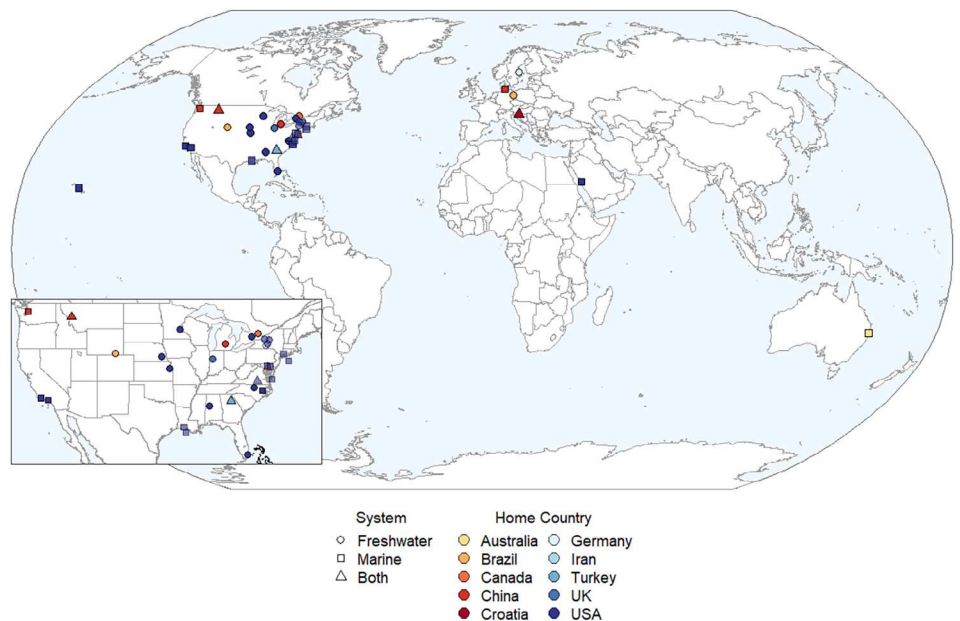 System
Home Country
Freshwater
Marine
Both
Australia
Brazil
Canada
China
Croatia
Germany
Iran
Turkey
UK
USA